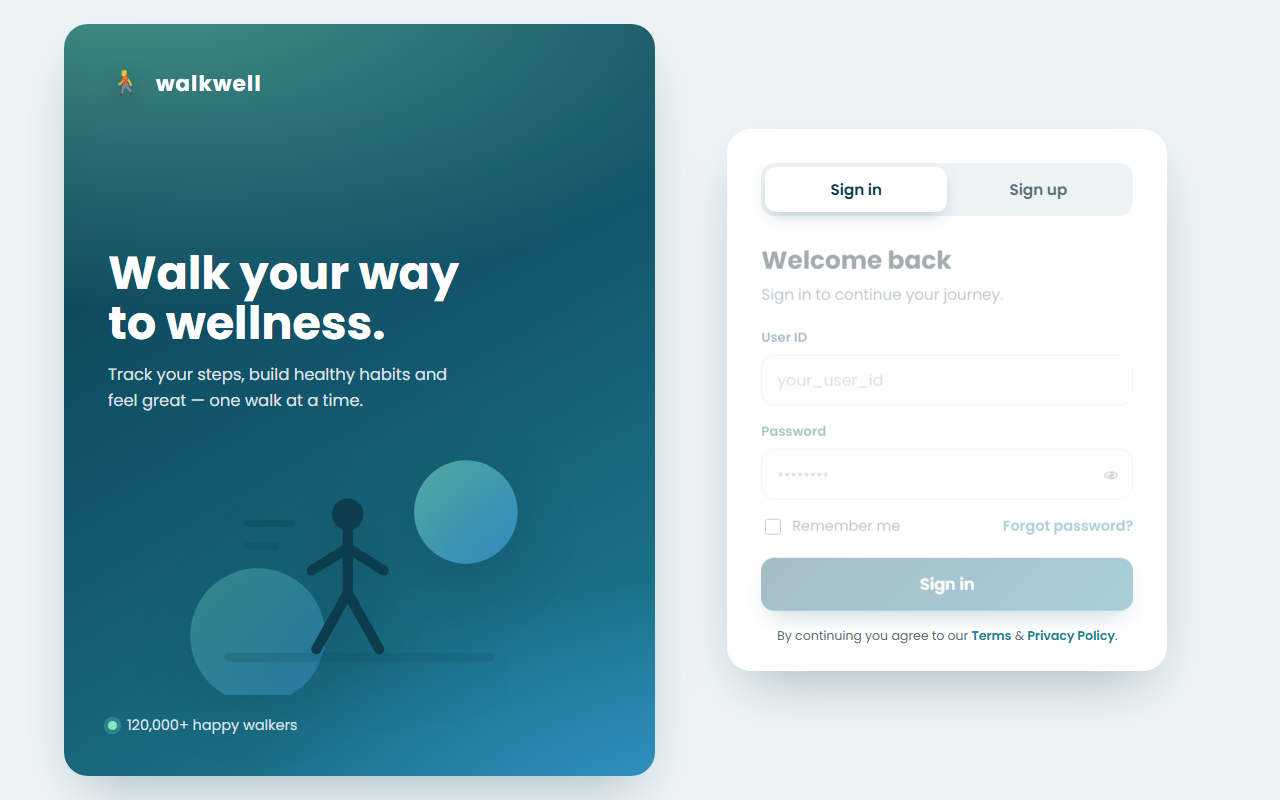 walkwell
Walk your way
to wellness.
Track your steps, build healthy habits and
feel great — one walk at a time.
120,000+ happy walkers
Sign in
Sign up
Welcome back
Sign in to continue your journey.
User ID
your_user_id
Password
••••••••
Remember me
Forgot password?
Sign in
By continuing you agree to our Terms & Privacy Policy.